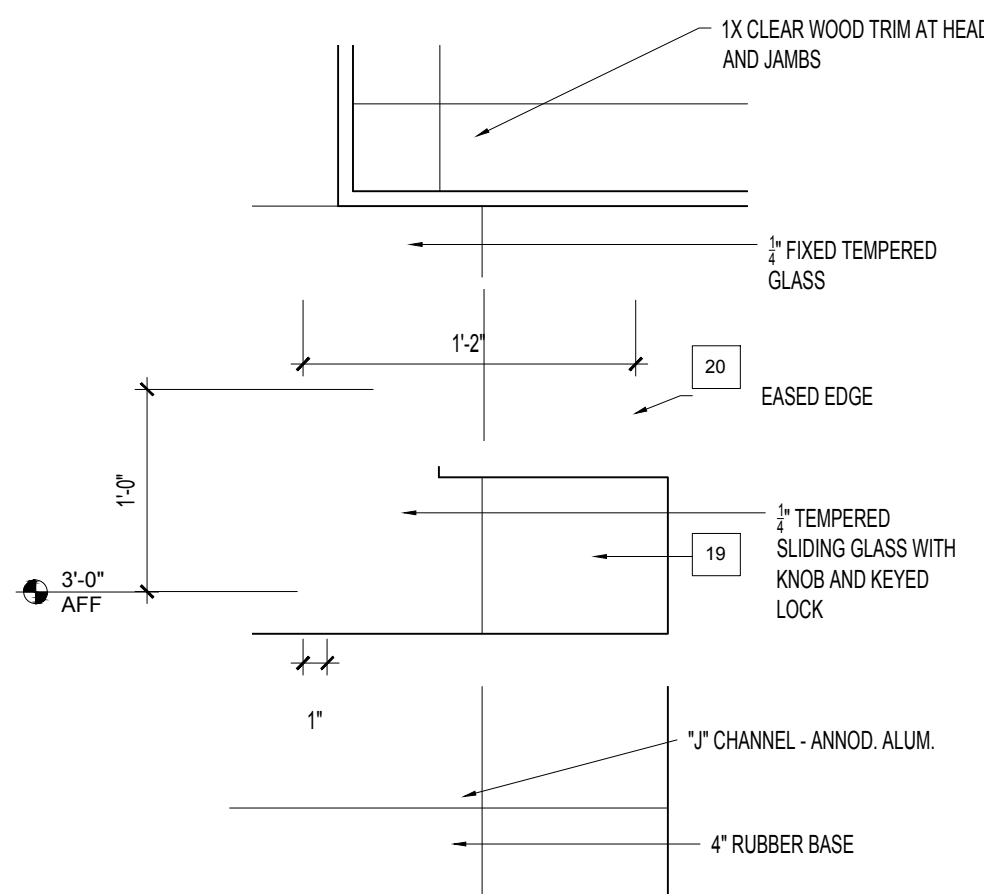 1X CLEAR WOOD TRIM AT HEAD
AND JAMBS
1/4" FIXED TEMPERED
GLASS
1'-2"
20
EASED EDGE
1'-0"
1/4" TEMPERED
SLIDING GLASS WITH
KNOB AND KEYED
LOCK
19
3'-0"
AFF
1"
"J" CHANNEL - ANNOD. ALUM.
4" RUBBER BASE